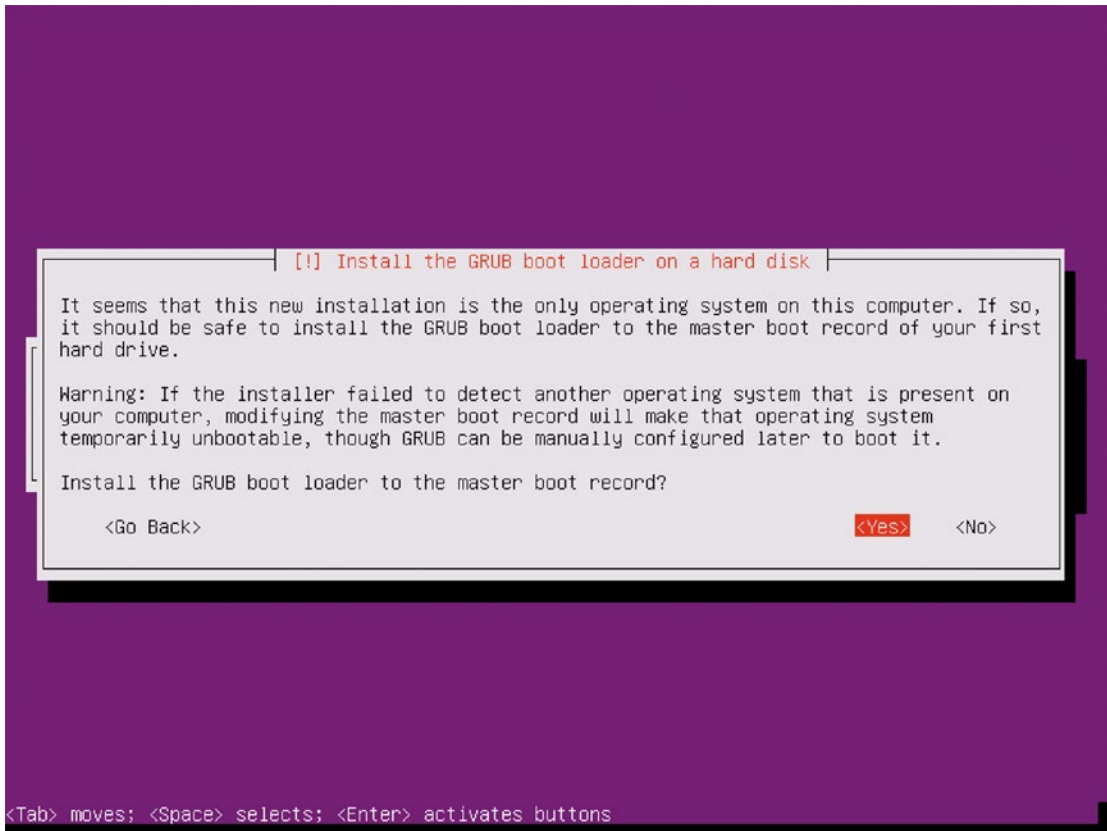 [!] Install the GRUB boot loader on a hard disk
It seems that this new installation is the only operating system on this computer. If so,
it should be safe to install the GRUB boot loader to the master boot record of your first
hard drive.
Warning: If the installer failed to detect another operating system that is present on
your computer, modifying the master boot record will make that operating system
temporarily unbootable, though GRUB can be manually configured later to boot it.
Install the GRUB boot loader to the master boot record?
<Go Back> <Yes> <No>
<Tab> moves; <Space> selects; <Enter> activates buttons